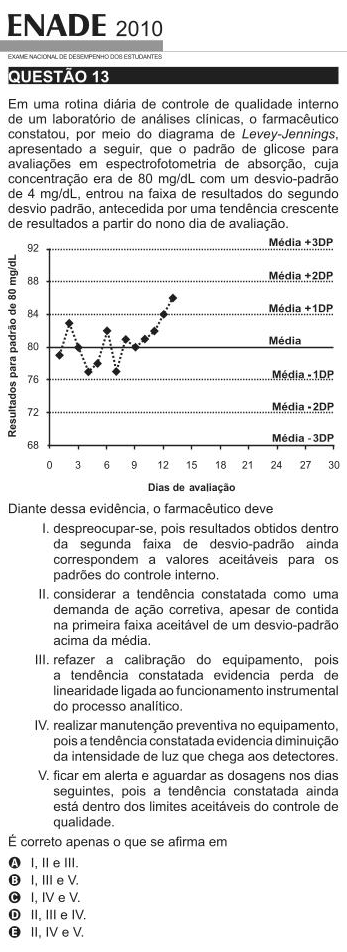 ENADE 2010
EXAME NACIONAL DE DESEMPENHO DOS ESTUDANTES
QUESTÃO 13
Em uma rotina diária de controle de qualidade interno
de um laboratório de análises clínicas, o farmacêutico
constatou, por meio do diagrama de Levey-Jennings,
apresentado a seguir, que o padrão de glicose para
avaliações em espectrofotometria de absorção, cuja
concentração era de 80 mg/dL com um desvio-padrão
de 4 mg/dL, entrou na faixa de resultados do segundo
desvio padrão, antecedida por uma tendência crescente
de resultados a partir do nono dia de avaliação.
Resultados para padrão de 80 mg/dL
92 Média +3DP
88 Média +2DP
84 Média +1DP
80 Média
76 Média - 1DP
72 Média - 2DP
68 Média - 3DP
0 3 6 9 12 15 18 21 24 27 30
Dias de avaliação
Diante dessa evidência, o farmacêutico deve
I. despreocupar-se, pois resultados obtidos dentro
da segunda faixa de desvio-padrão ainda
correspondem a valores aceitáveis para os
padrões do controle interno.
II. considerar a tendência constatada como uma
demanda de ação corretiva, apesar de contida
na primeira faixa aceitável de um desvio-padrão
acima da média.
III. refazer a calibração do equipamento, pois
a tendência constatada evidencia perda de
linearidade ligada ao funcionamento instrumental
do processo analítico.
IV. realizar manutenção preventiva no equipamento,
pois a tendência constatada evidencia diminuição
da intensidade de luz que chega aos detectores.
V. ficar em alerta e aguardar as dosagens nos dias
seguintes, pois a tendência constatada ainda
está dentro dos limites aceitáveis do controle de
qualidade.
É correto apenas o que se afirma em
A I, II e III.
B I, III e V.
C I, IV e V.
D II, III e IV.
E II, IV e V.